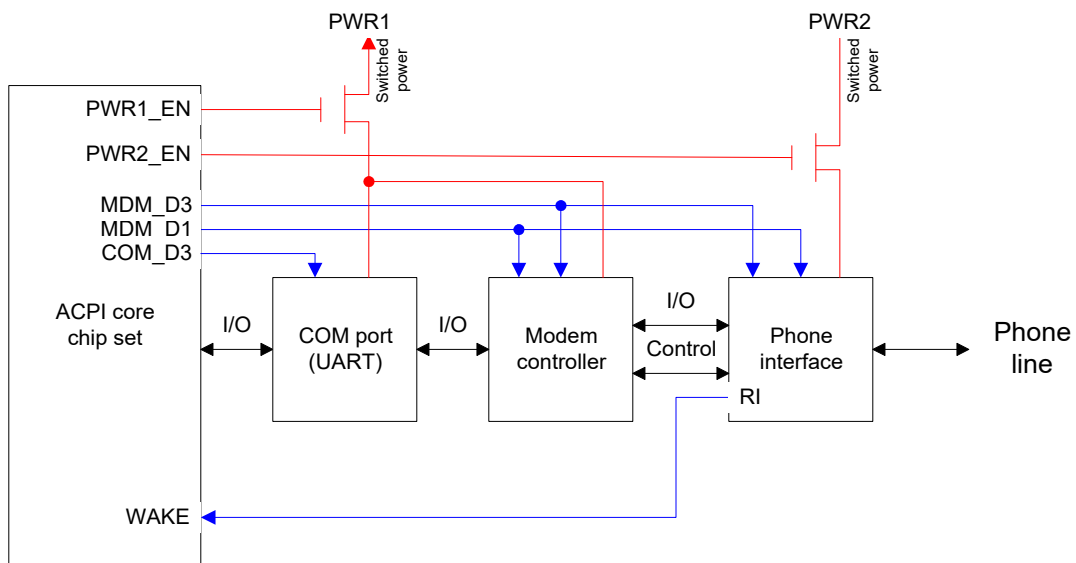 PWR1
PWR2
Switched
power
Switched
power
PWR1_EN
PWR2_EN
MDM_D3
MDM_D1
COM_D3
ACPI core
chip set
I/O
COM port
(UART)
I/O
Modem
controller
I/O
Control
Phone
interface
RI
Phone
line
WAKE